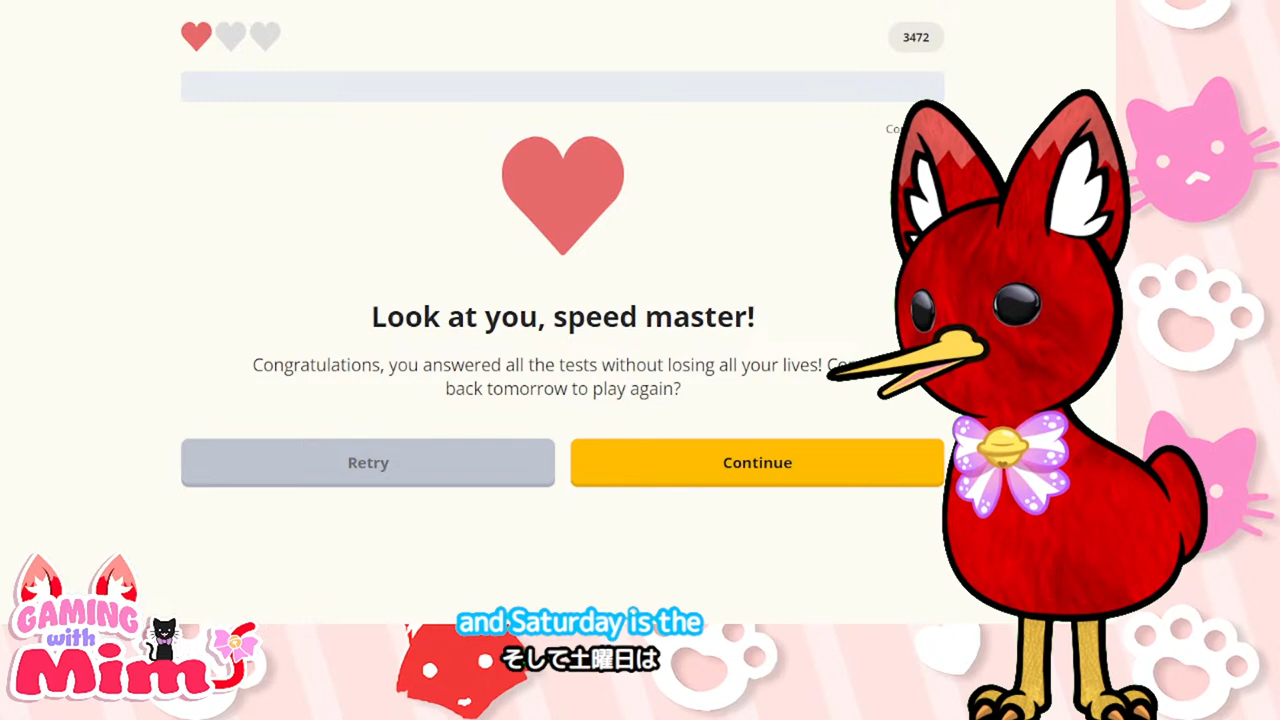 3472
Look at you, speed master!
Congratulations, you answered all the tests without losing all your lives!
back tomorrow to play again?
Retry
Continue
GAMING
with
Mim
and Saturday is the
そして土曜日は